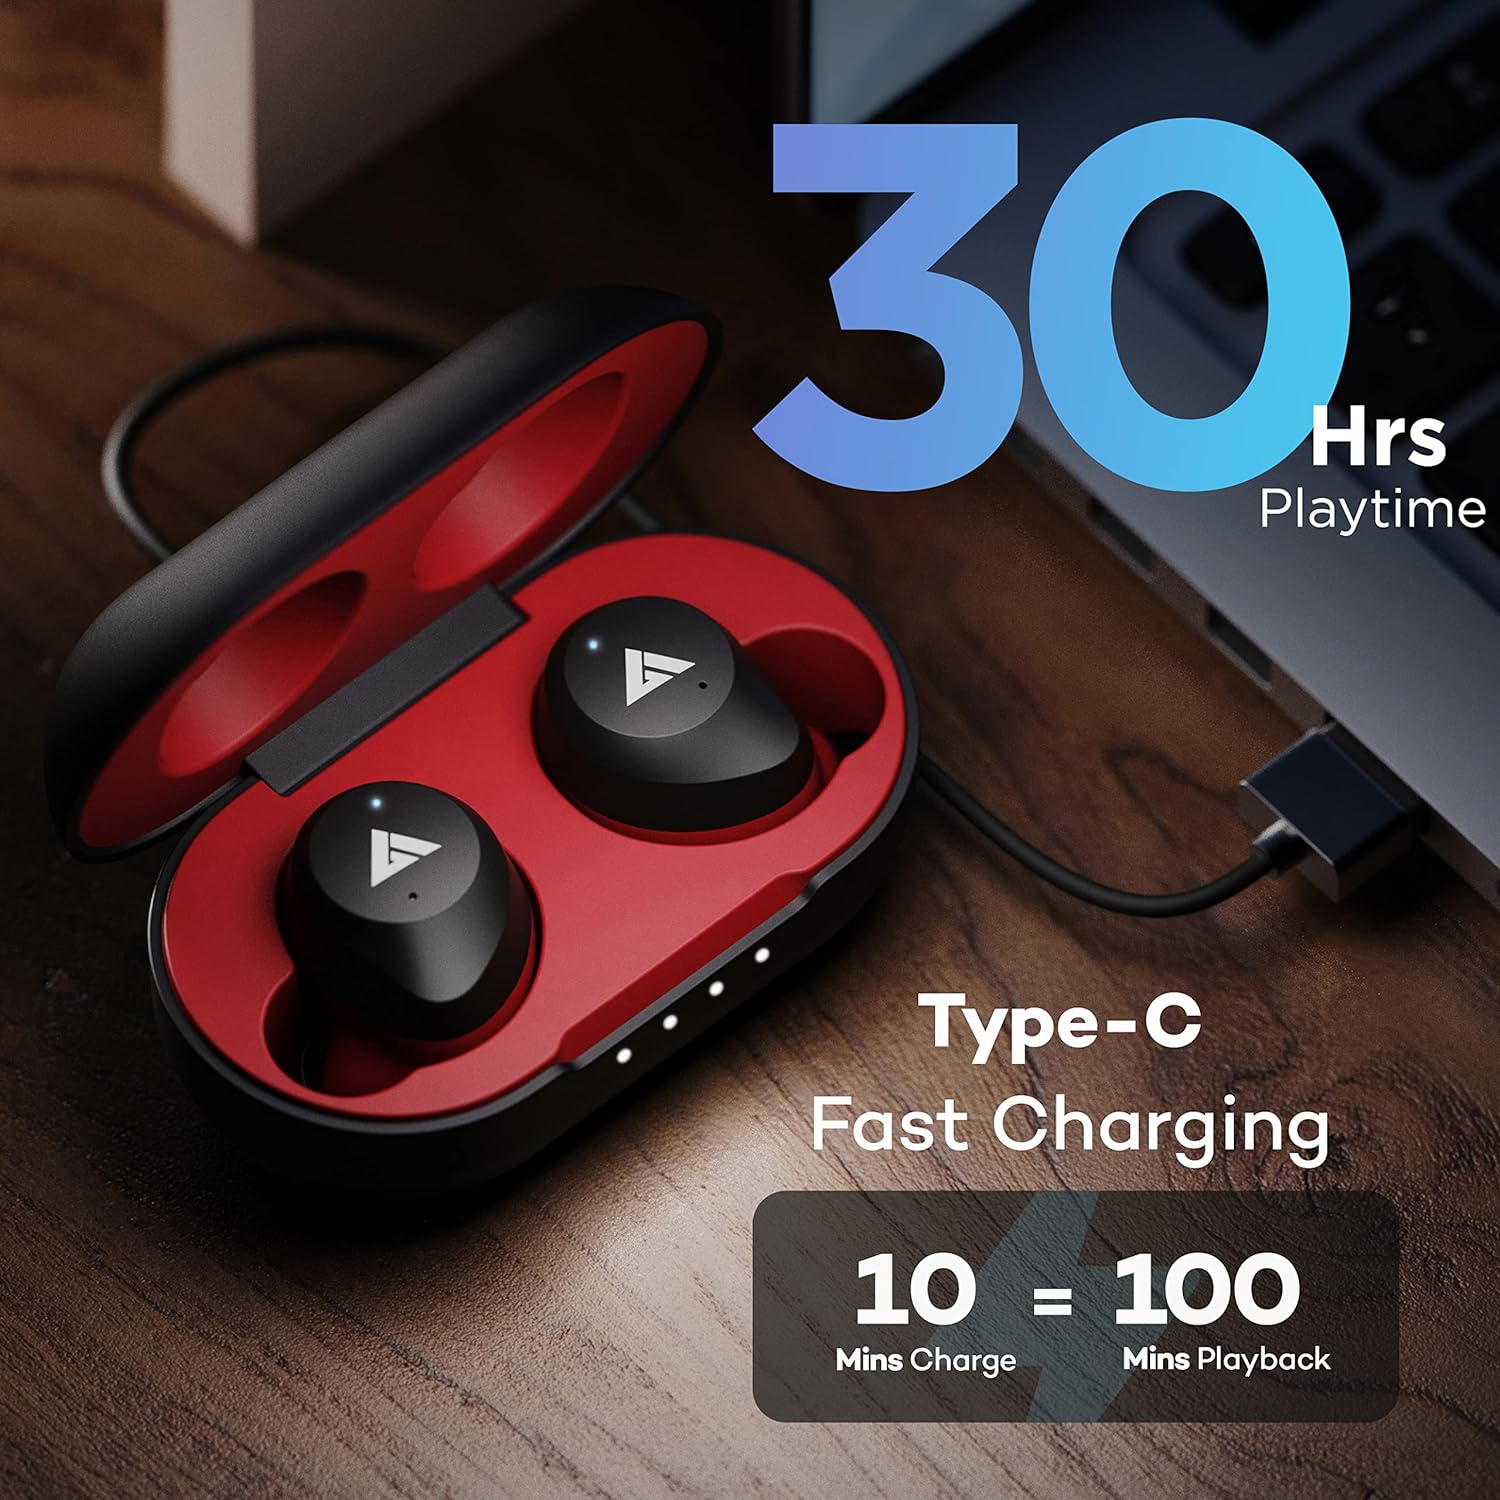 30
Hrs
Playtime
Type-C
Fast Charging
10 = 100
Mins Charge Mins Playback